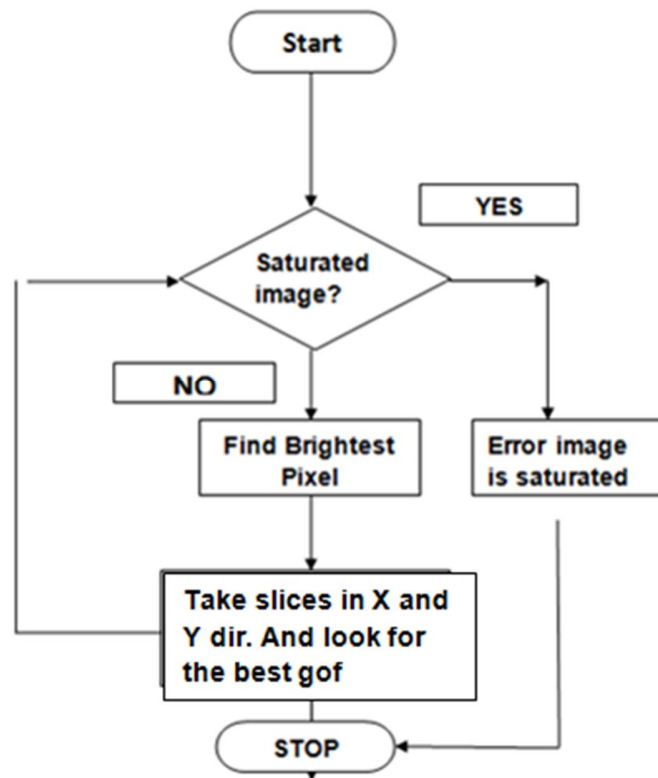 Start
YES
Saturated
image?
NO
Find Brightest
Pixel
Error image
is saturated
Take slices in X and
Y dir. And look for
the best gof
STOP